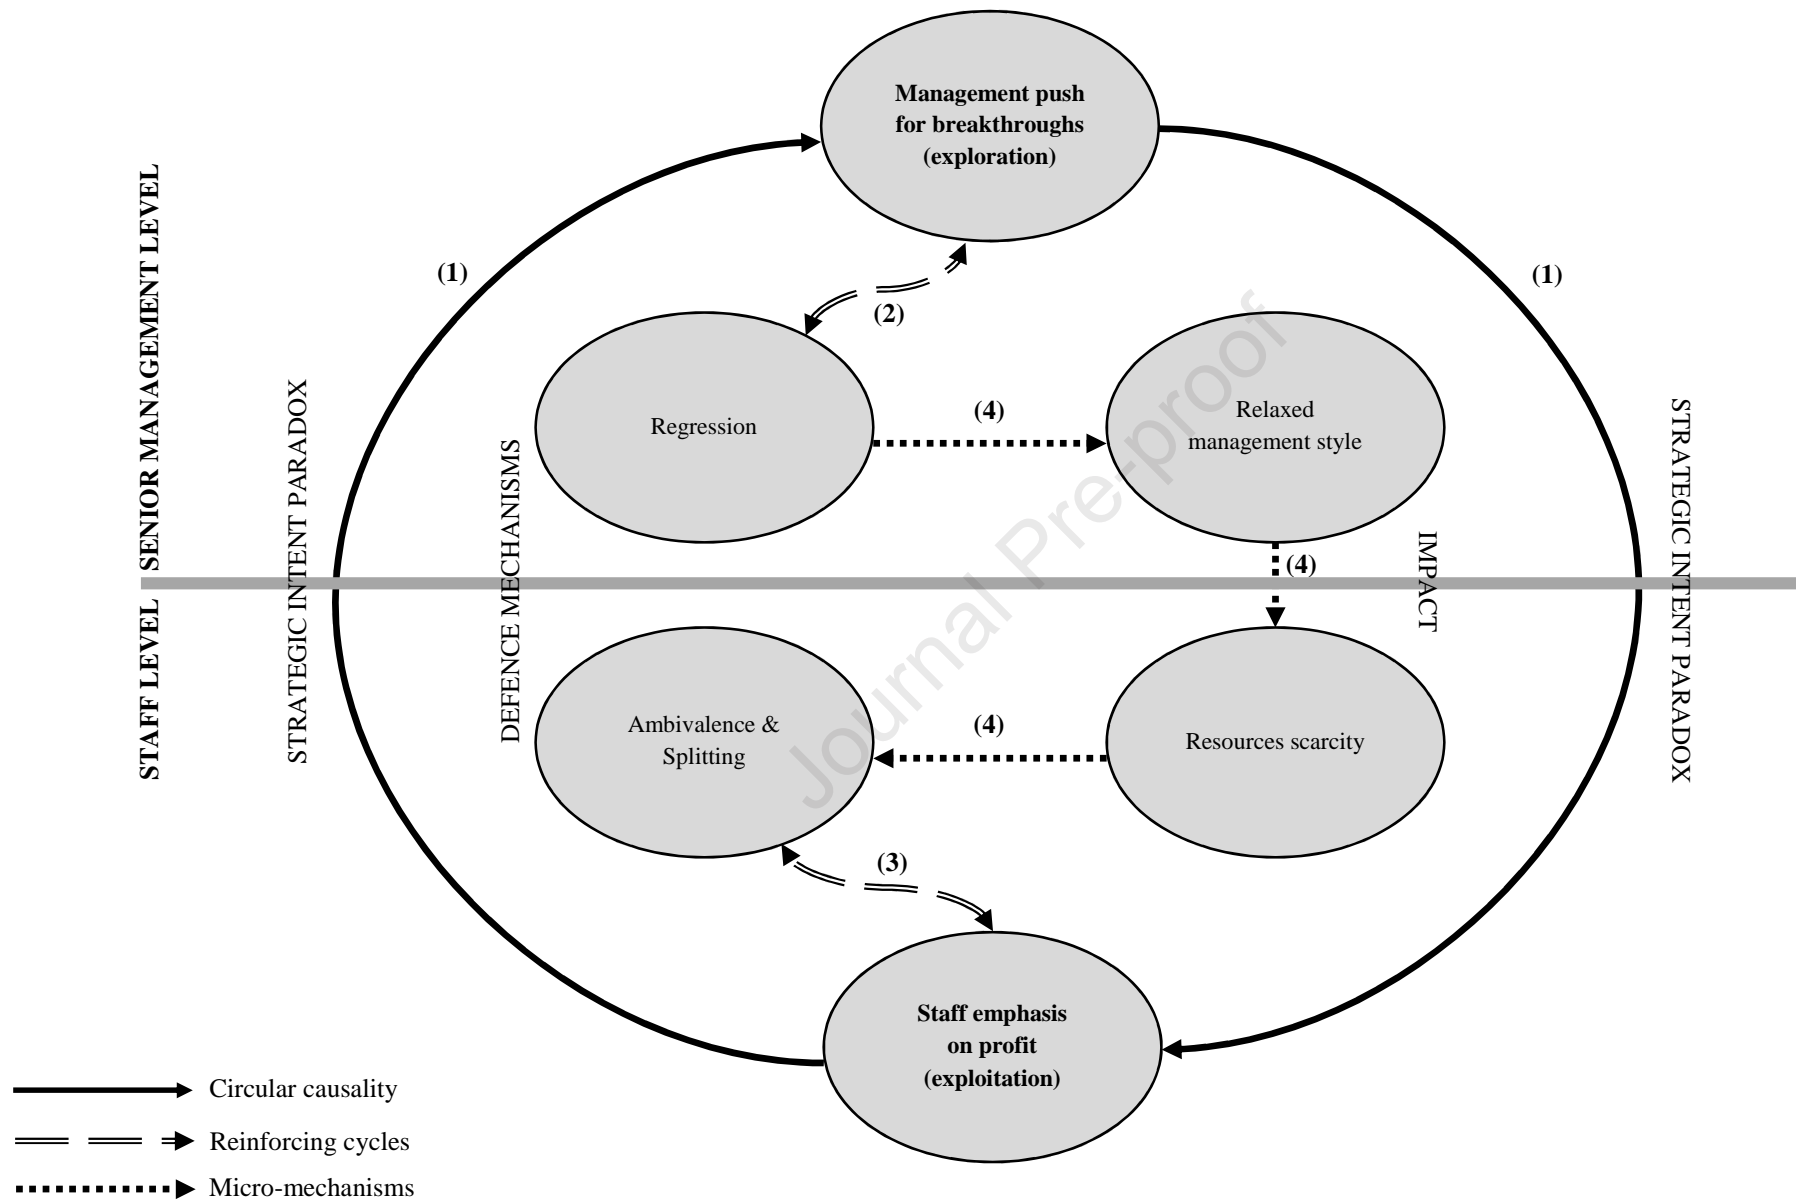 Management push
for breakthroughs
(exploration)
(1)
(1)
(2)
SENIOR MANAGEMENT LEVEL
STAFF LEVEL
STRATEGIC INTENT PARADOX
DEFENCE MECHANISMS
Regression
(4)
Relaxed
management style
(4)
IMPACT
STRATEGIC INTENT PARADOX
Ambivalence &
Splitting
(4)
Resources scarcity
(3)
Staff emphasis
on profit
(exploitation)
Circular causality
Reinforcing cycles
Micro-mechanisms
Journal Pre-proof